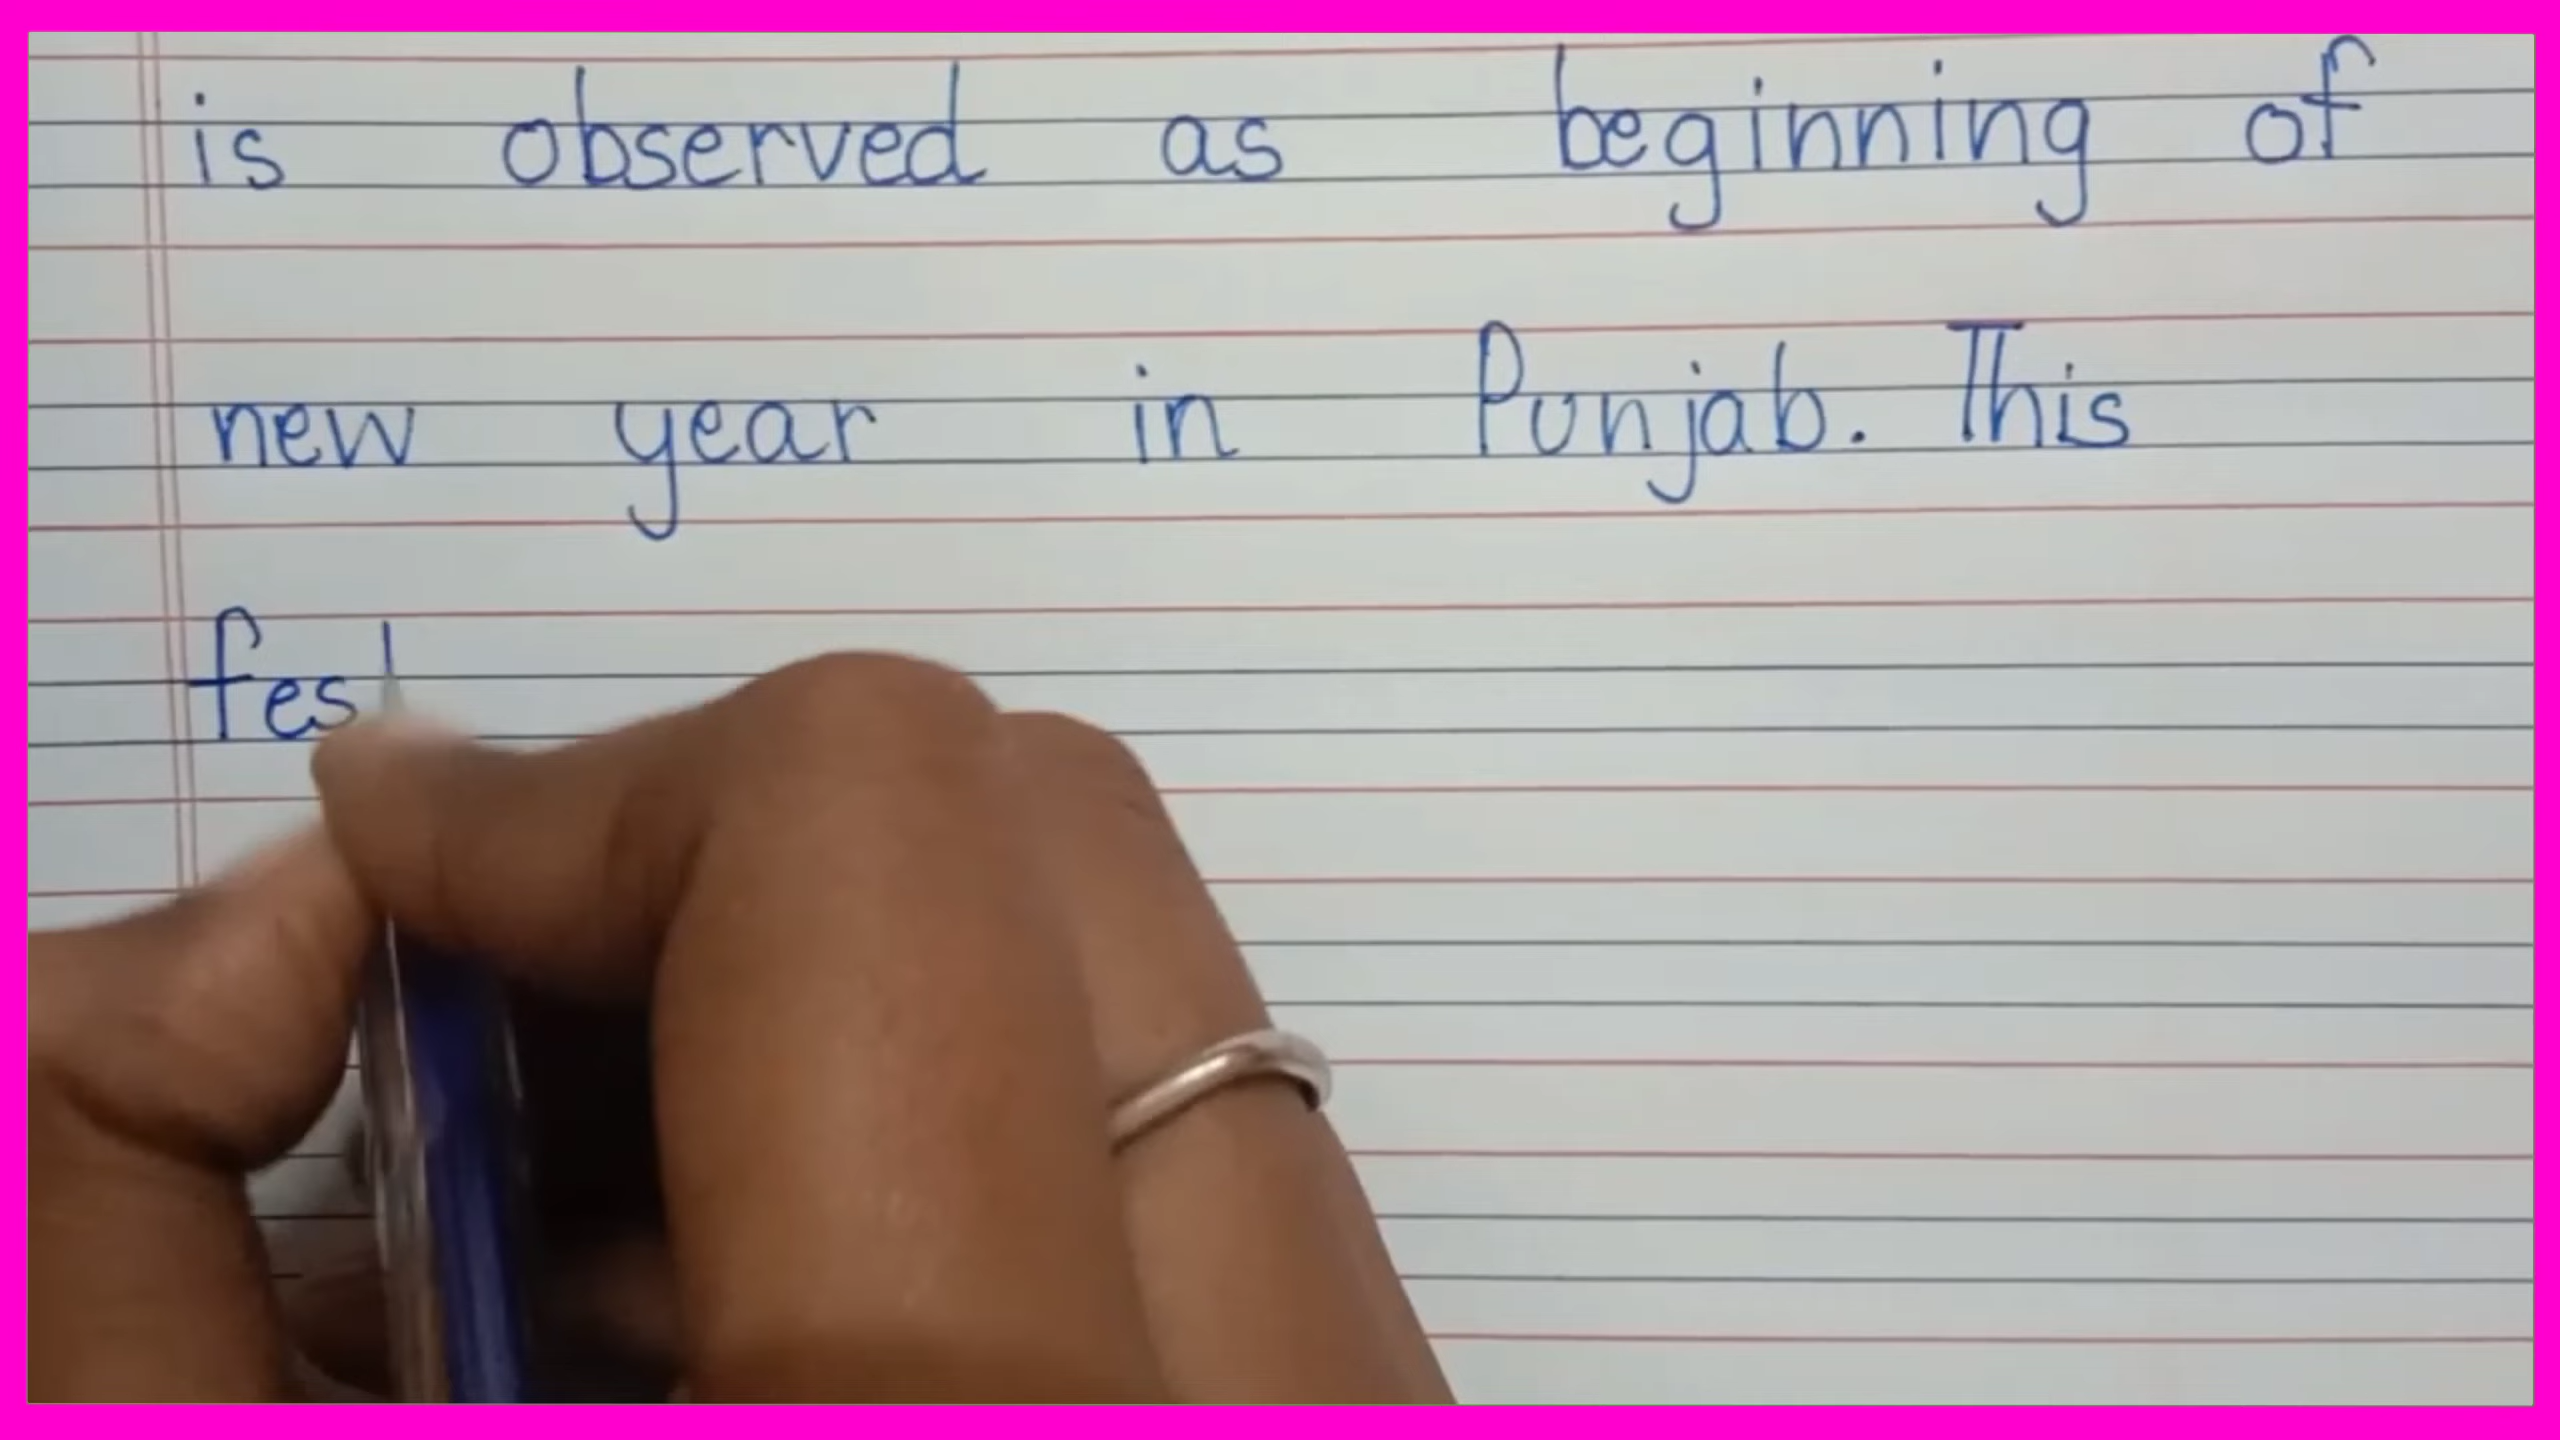 is observed as beginning of
new year in Punjab. This
fes